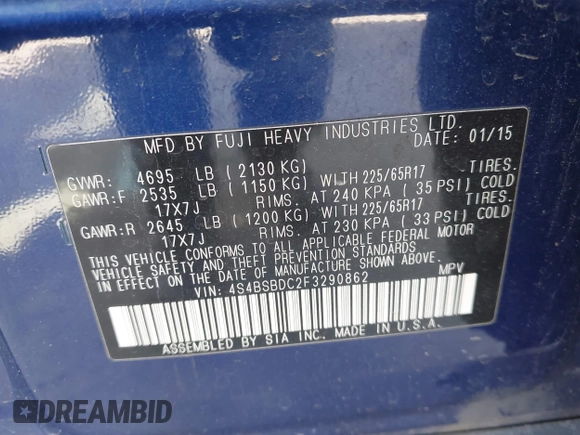 MFD BY FUJI HEAVY INDUSTRIES LTD.
DATE: 01/15
GVWR: 4695 LB ( 2130 KG)
GAWR:F 2535 LB ( 1150 KG) WITH 225/65R17 TIRES.
17X7J RIMS. AT 240 KPA ( 35 PSI) COLD
GAWR:R 2645 LB ( 1200 KG) WITH 225/65R17 TIRES.
17X7J RIMS. AT 230 KPA ( 33 PSI) COLD
THIS VEHICLE CONFORMS TO ALL APPLICABLE FEDERAL MOTOR
VEHICLE SAFETY AND THEFT PREVENTION STANDARDS
IN EFFECT ON THE DATE OF MANUFACTURE SHOWN ABOVE.
VIN: 4S4BSBDC2F3290862 MPV
ASSEMBLED BY SIA INC. MADE IN U.S.A.
DREAMBID